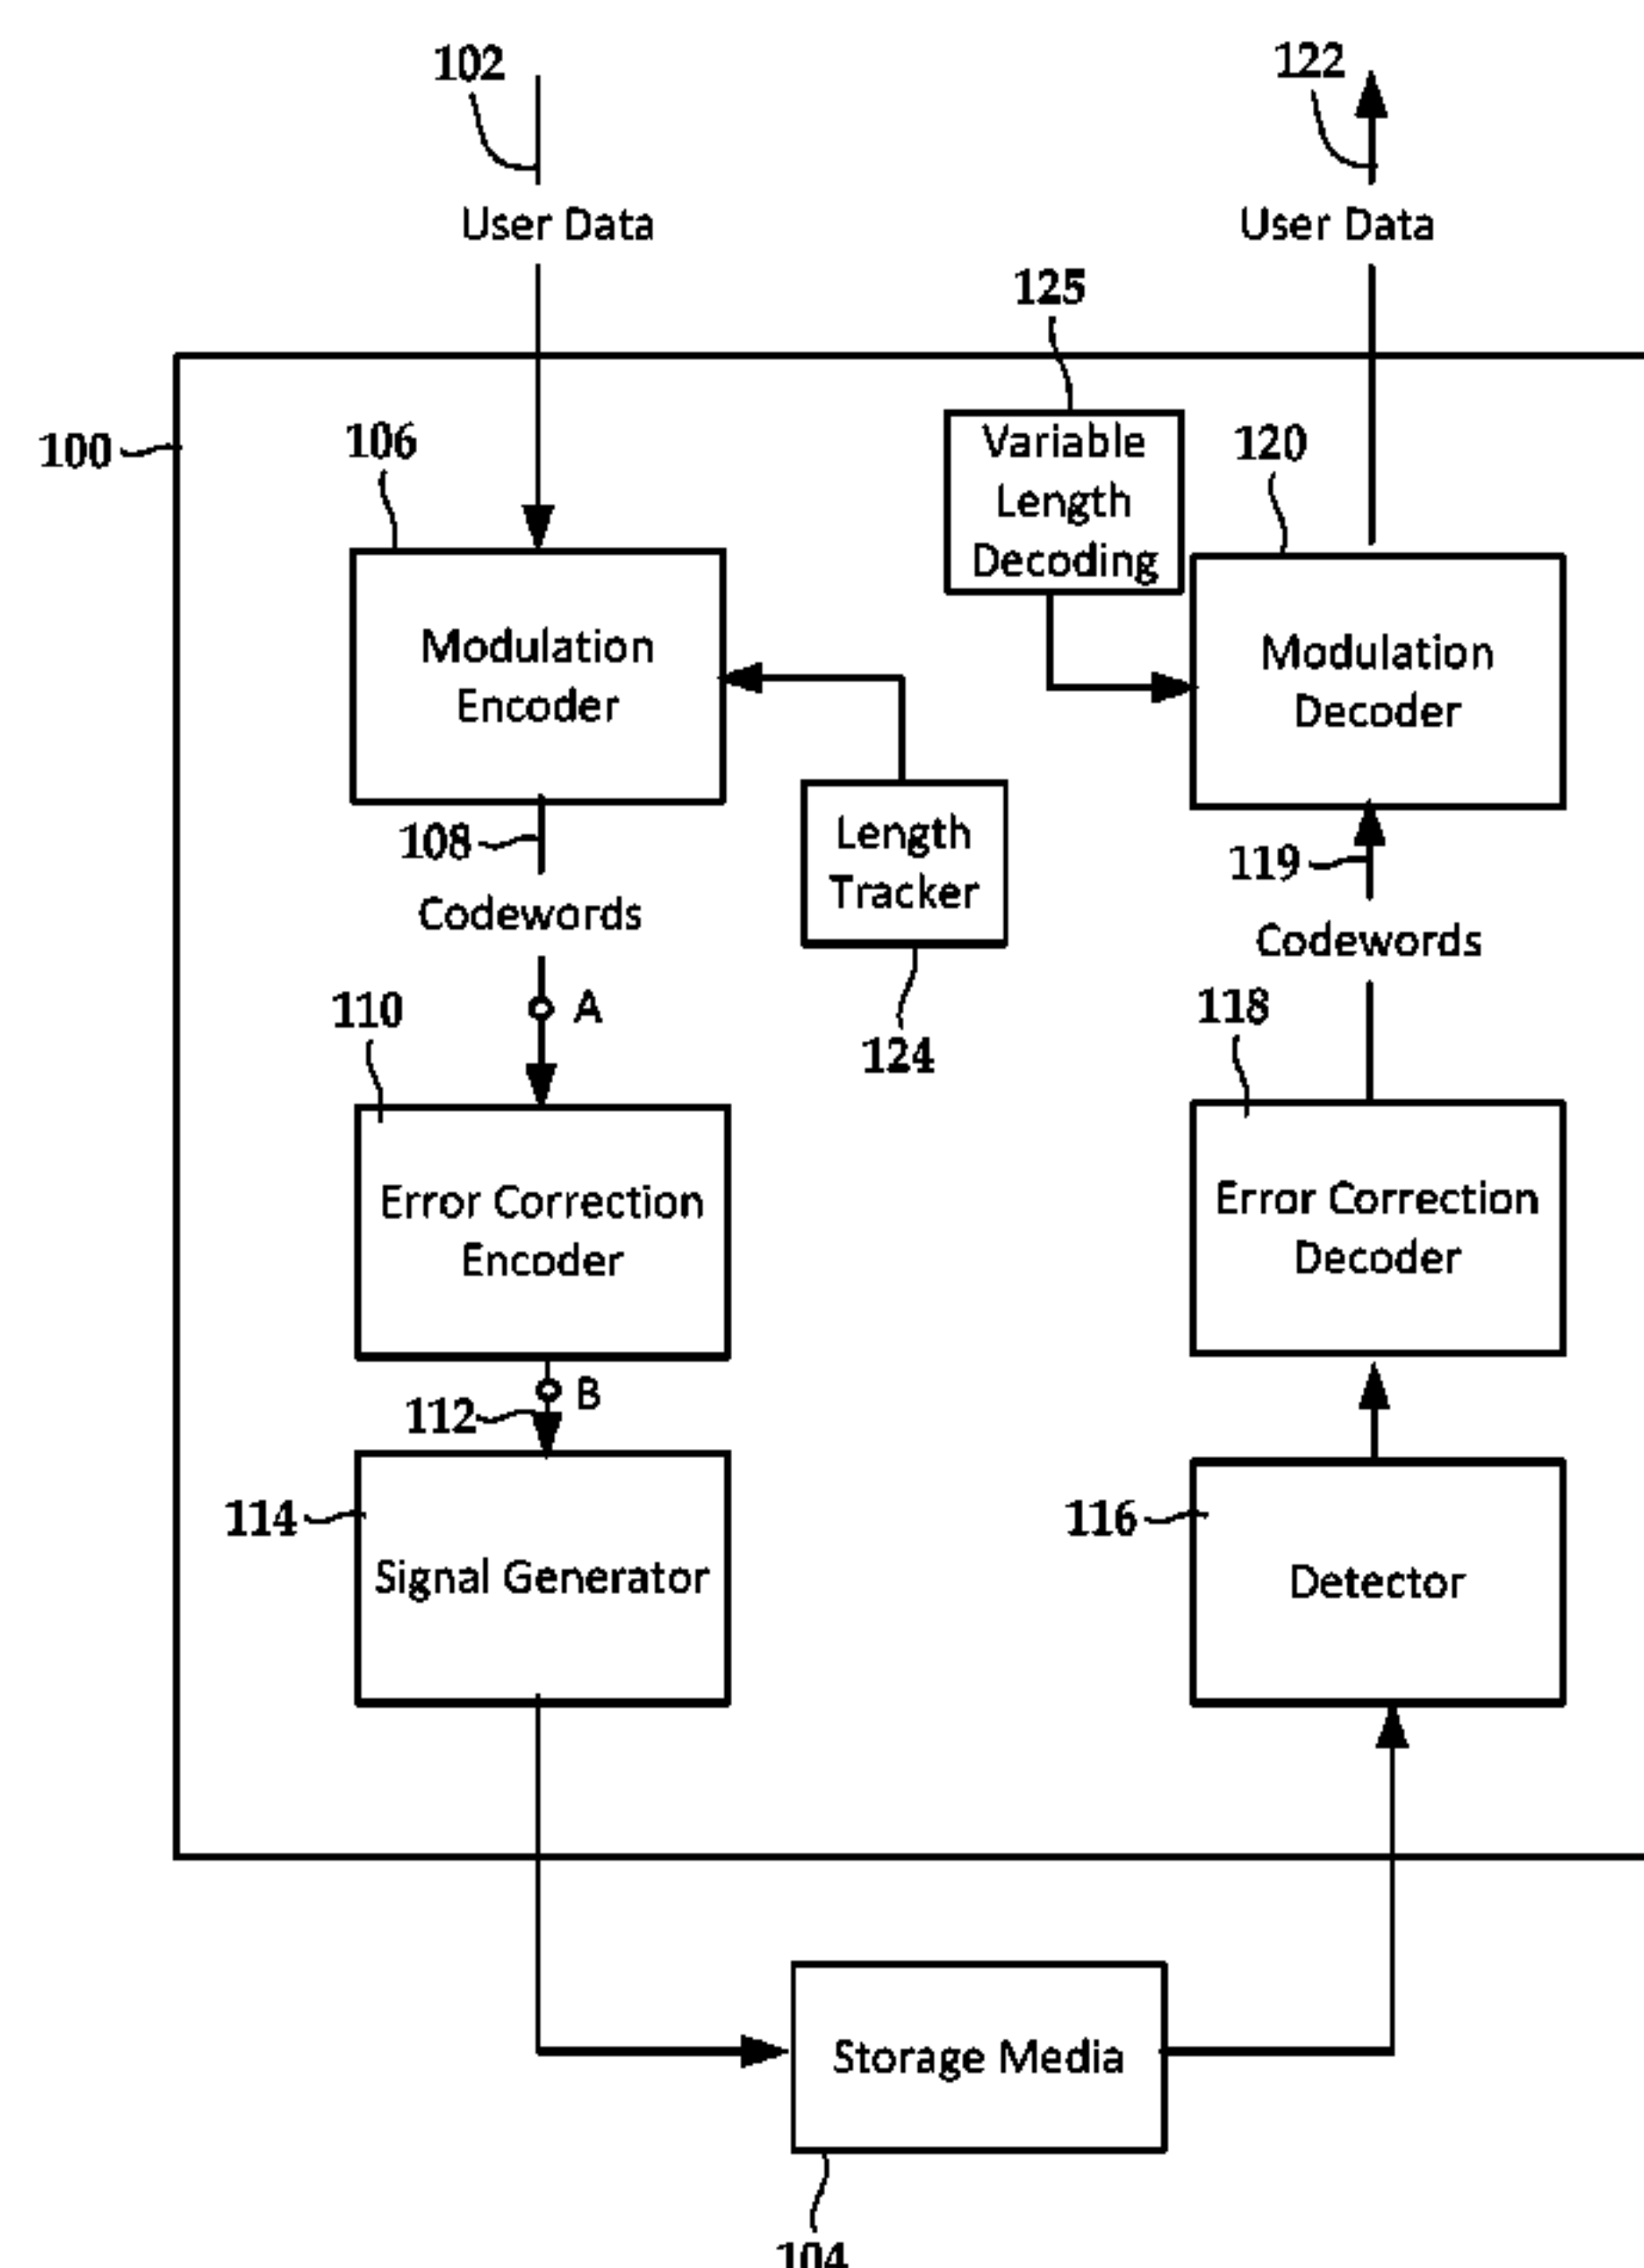 102
122
User Data
User Data
125
100
106
Variable
Length
Decoding
120
Modulation
Encoder
Modulation
Decoder
108
Length
Tracker
119
Codewords
Codewords
110
A
118
124
Error Correction
Encoder
Error Correction
Decoder
B
112
114
116
Signal Generator
Detector
Storage Media
104